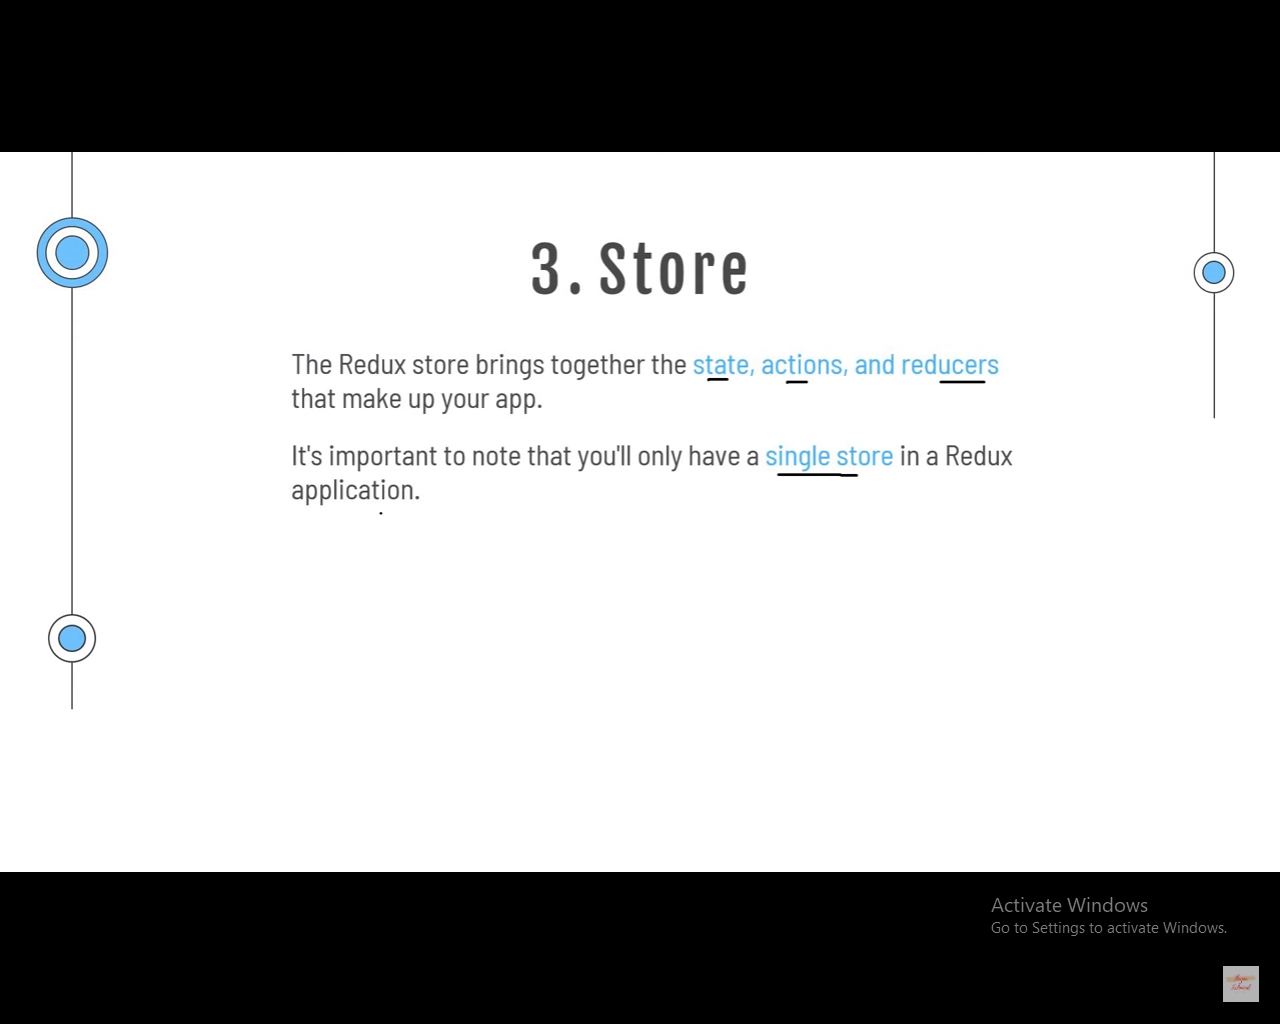 3. Store
The Redux store brings together the state, actions, and reducers
that make up your app.
It's important to note that you'll only have a single store in a Redux
application.
Activate Windows
Go to Settings to activate Windows.